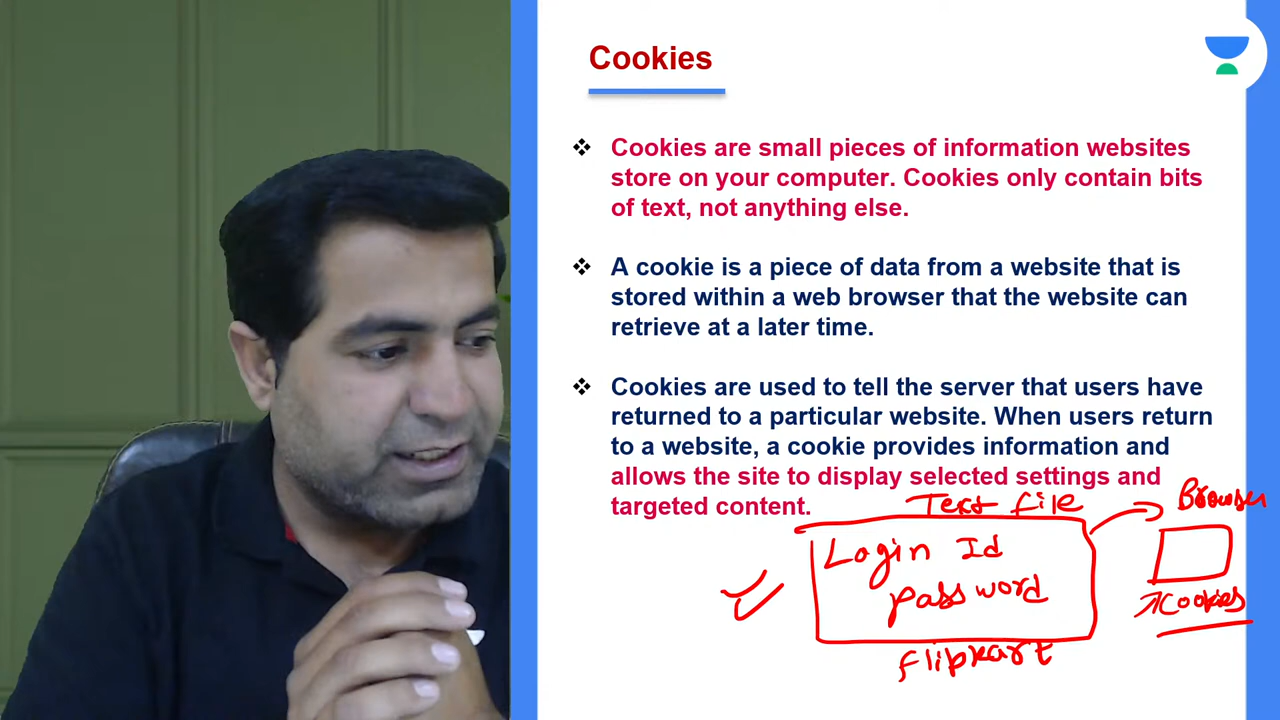 Cookies
❖ Cookies are small pieces of information websites
store on your computer. Cookies only contain bits
of text, not anything else.
❖ A cookie is a piece of data from a website that is
stored within a web browser that the website can
retrieve at a later time.
❖ Cookies are used to tell the server that users have
returned to a particular website. When users return
to a website, a cookie provides information and
allows the site to display selected settings and
targeted content.
Text file
Browser
Login Id
password
Cookies
flipkart